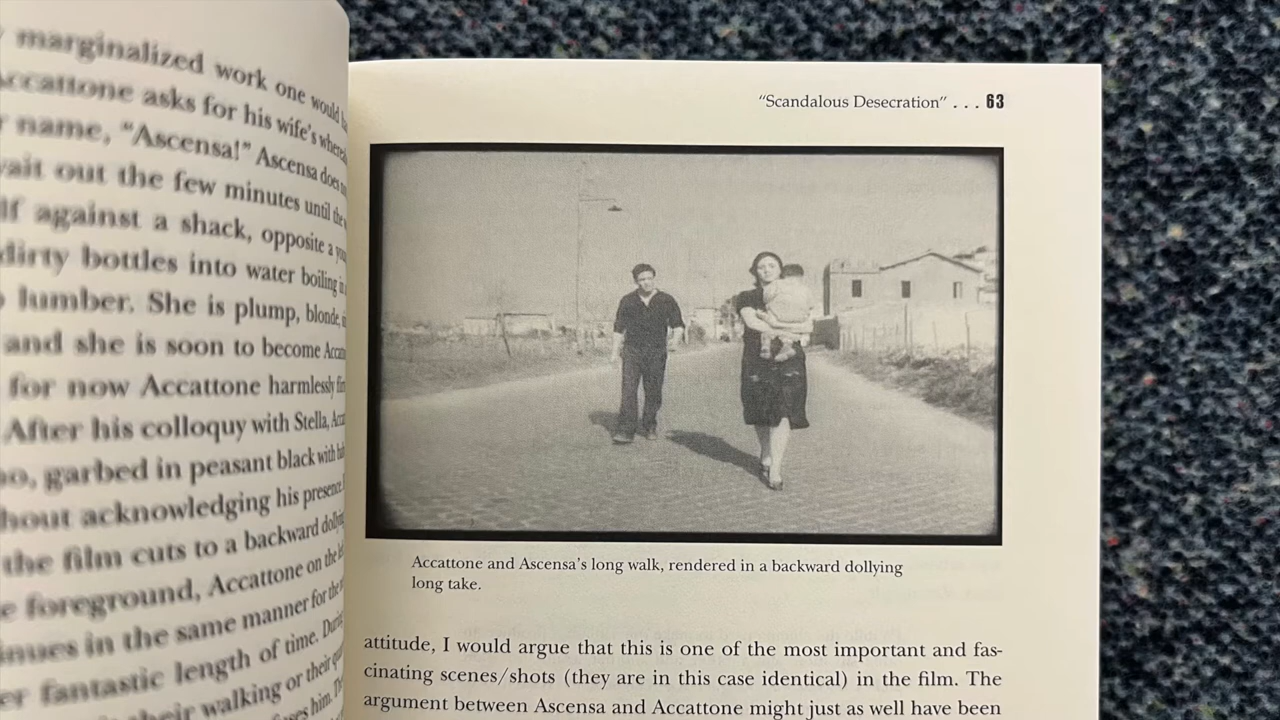 marginalized work one would
Accattone asks for his wife's
name, "Ascensa!" Ascensa does
wait out the few minutes until the
against a shack, opposite a
dirty bottles into water boiling
lumber. She is plump, blonde,
and she is soon to become
for now Accattone harmlessly
After his colloquy with Stella,
garbed in peasant black with
without acknowledging his presence.
the film cuts to a backward
foreground, Accattone on the
in the same manner for the
fantastic length of time.
their walking or their
him.
"Scandalous Desecration" . . . 63
Accattone and Ascensa's long walk, rendered in a backward dollying
long take.
attitude, I would argue that this is one of the most important and fas-
cinating scenes/shots (they are in this case identical) in the film. The
argument between Ascensa and Accattone might just as well have been